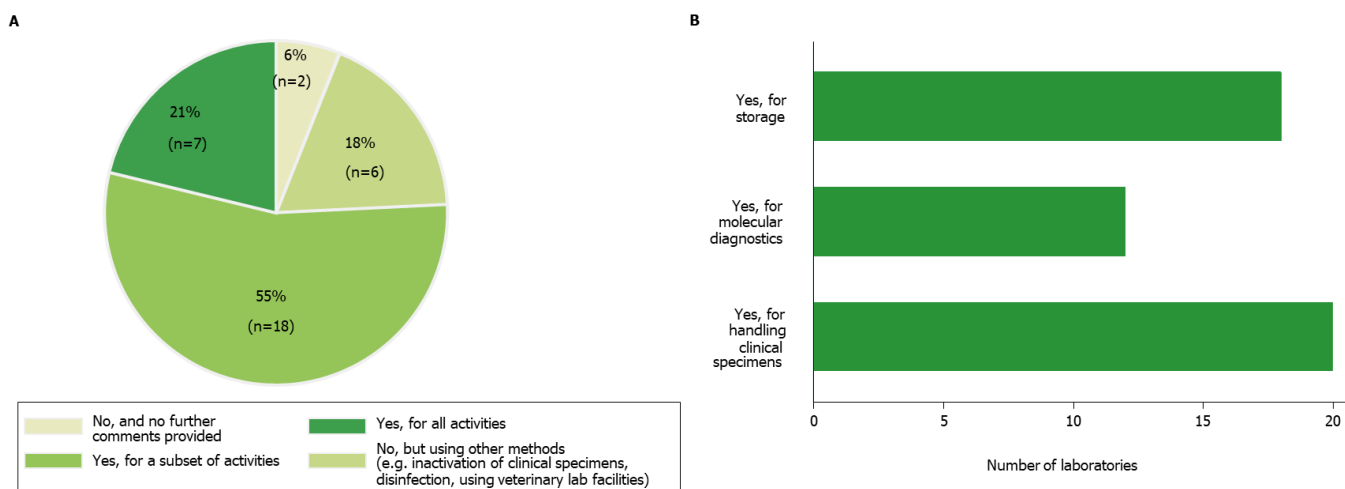 A
6%
(n=2)
21%
(n=7)
18%
(n=6)
55%
(n=18)
No, and no further
comments provided
Yes, for all activities
Yes, for a subset of activities
No, but using other methods
(e.g. inactivation of clinical specimens,
disinfection, using veterinary lab facilities)
B
Yes, for
storage
Yes, for
molecular
diagnostics
Yes, for
handling
clinical
specimens
0 5 10 15 20
Number of laboratories